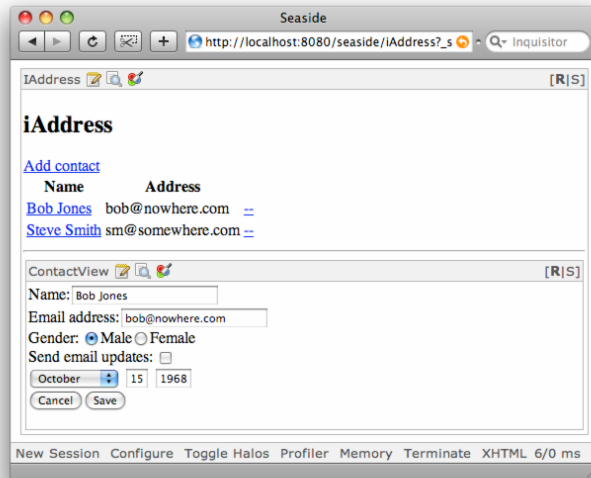 Seaside
http://localhost:8080/seaside/iAddress?_s Inquisitor
IAddress [R|S]
iAddress
Add contact
Name Address
Bob Jones bob@nowhere.com --
Steve Smith sm@somewhere.com --
ContactView [R|S]
Name: Bob Jones
Email address: bob@nowhere.com
Gender: Male Female
Send email updates:
October 15 1968
Cancel Save
New Session Configure Toggle Halos Profiler Memory Terminate XHTML 6/0 ms